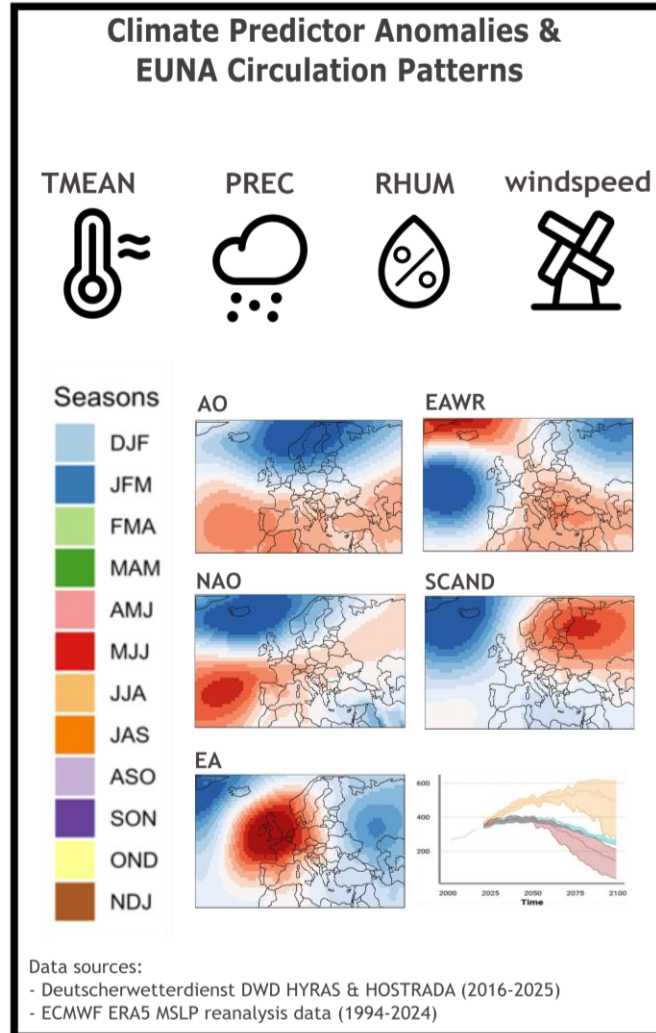 Climate Predictor Anomalies &
EUNA Circulation Patterns
TMEAN
PREC
RHUM
windspeed
%
Seasons
DJF
JFM
FMA
MAM
AMJ
MJJ
JJA
JAS
ASO
SON
OND
NDJ
AO
EAWR
NAO
SCAND
EA
600
400
200
2000
2025
2050
2075
2100
Time
Data sources:
- Deutscherwetterdienst DWD HYRAS & HOSTRADA (2016-2025)
- ECMWF ERA5 MSLP reanalysis data (1994-2024)